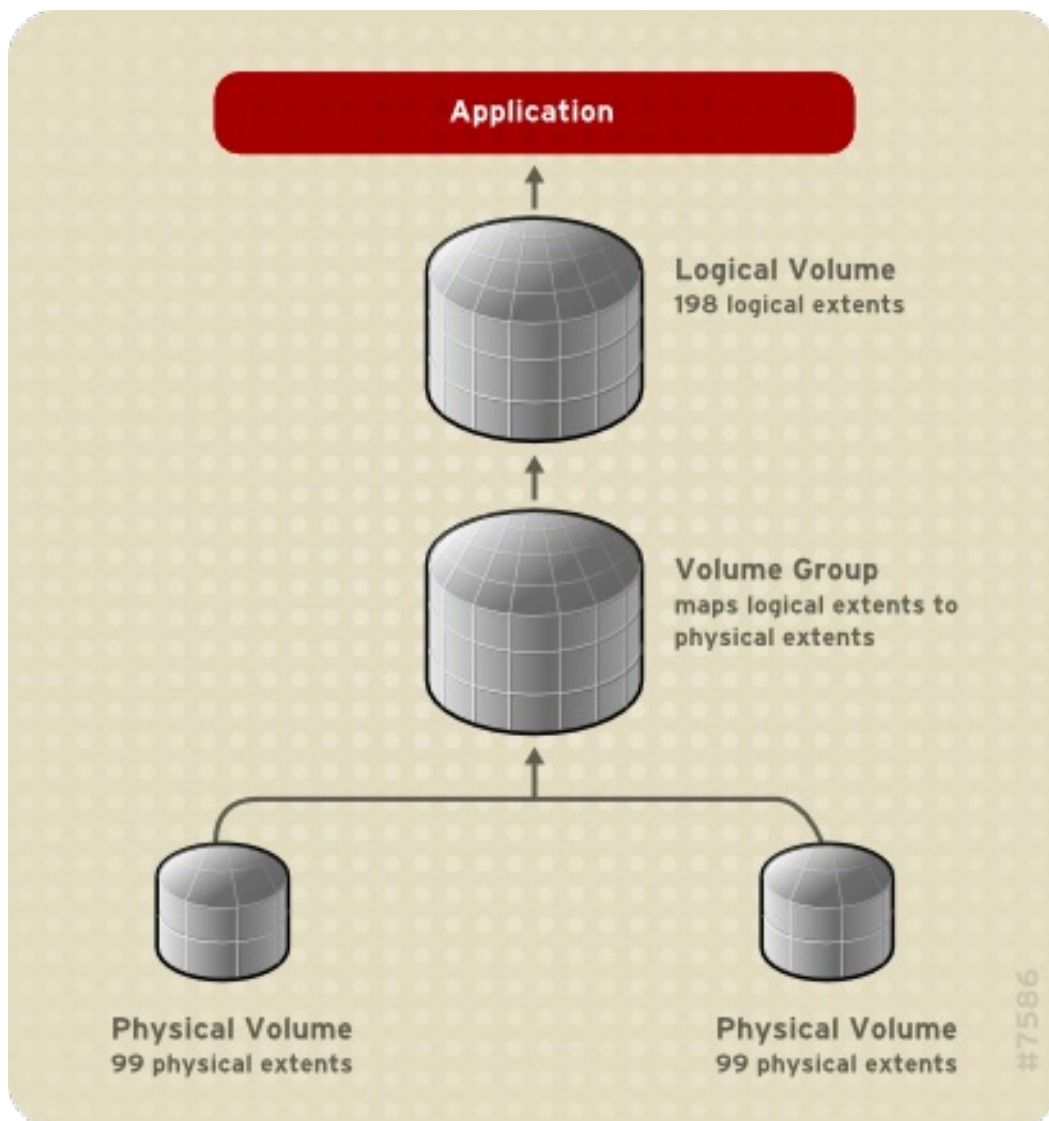 Application
Logical Volume
198 logical extents
Volume Group
maps logical extents to
physical extents
Physical Volume
99 physical extents
Physical Volume
99 physical extents
#7586